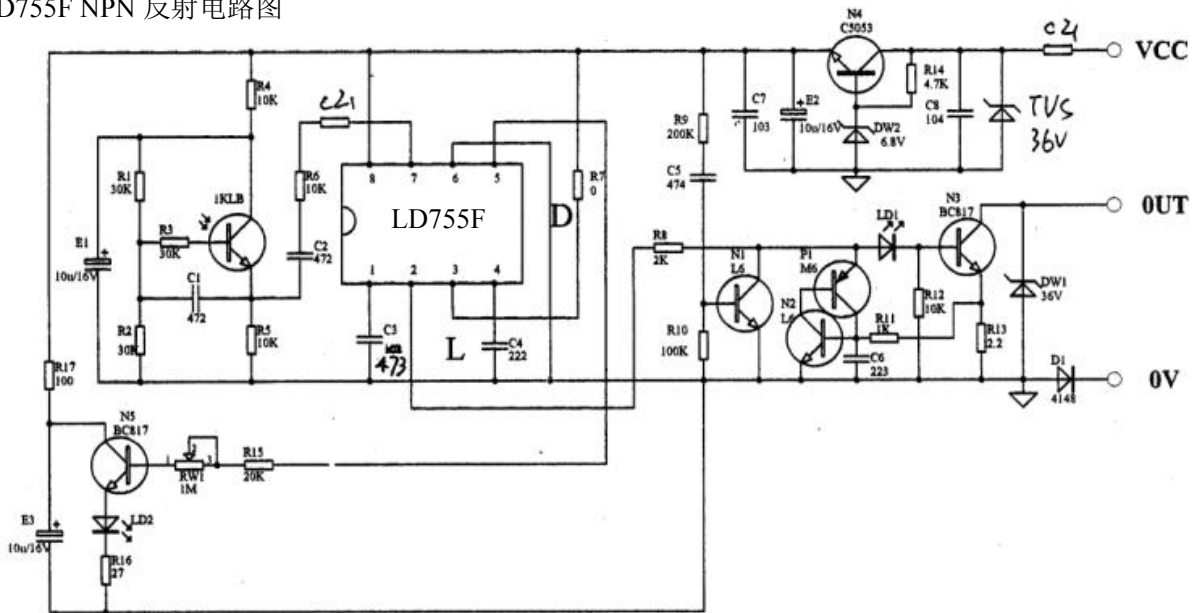 D755F NPN 反射电路图
N4
C5053
VCC
R4
10K
R14
4.7K
C7
103
E2
10u/16V
DW2
6.8V
C8
104
TVS
36V
R9
200K
C5
474
R1
30K
1KLB
R6
10K
8 7 6 5
R7
0
LD755F
D
0UT
R3
30K
E1
10u/16V
C2
472
R8
2K
N1
L6
P1
M6
LD1
N3
BC817
C1
472
1 2 3 4
N2
L6
R12
10K
DW1
36V
R2
30K
R5
10K
C3
473
L
C4
222
R10
100K
R11
1K
C6
223
R13
2.2
D1
4148
0V
R17
100
N5
BC817
1 2 3
RW1
1M
R15
20K
E3
10u/16V
LD2
R16
27